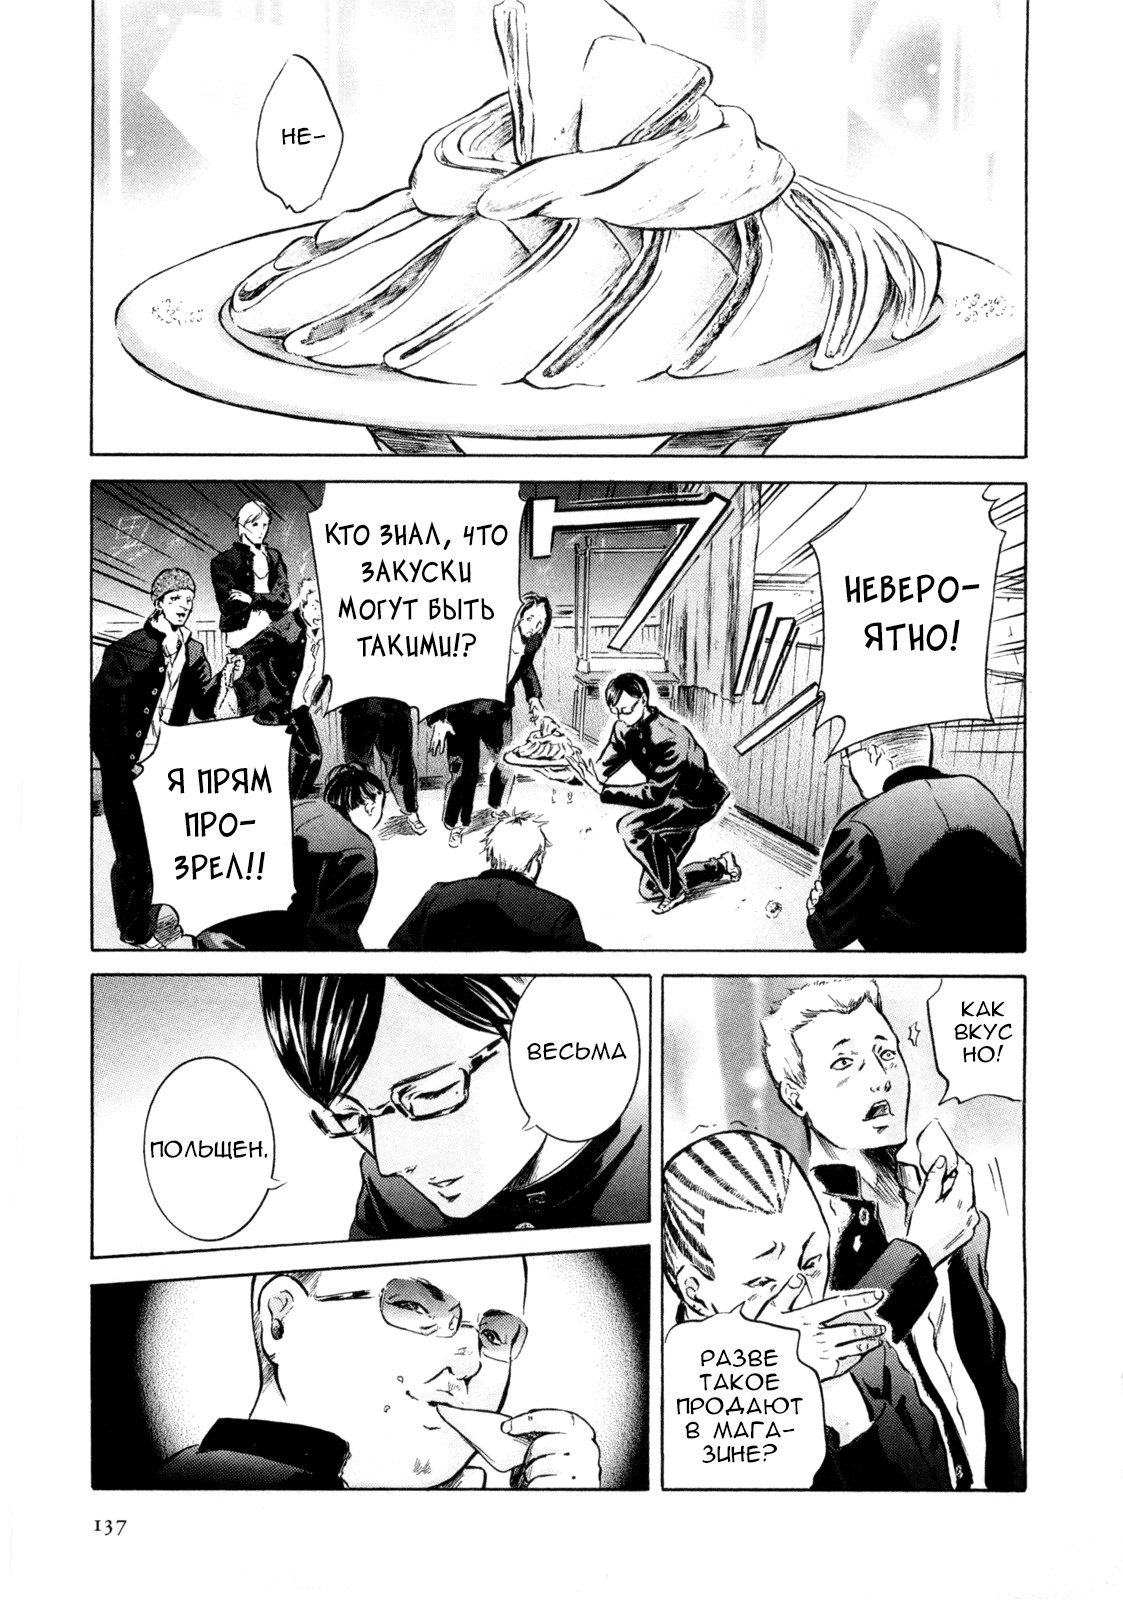 НЕ-
НЕВЕРО-
ЯТНО!
КТО ЗНАЛ, ЧТО
ЗАКУСКИ
МОГУТ БЫТЬ
ТАКИМИ!?
Я ПРЯМ
ПРО-
ЗРЕЛ!!
КАК
ВКУС
НО!
РАЗВЕ
ТАКОЕ
ПРОДАЮТ
В МАГА-
ЗИНЕ?
ВЕСЬМА
ПОЛЬЩЕН.
137